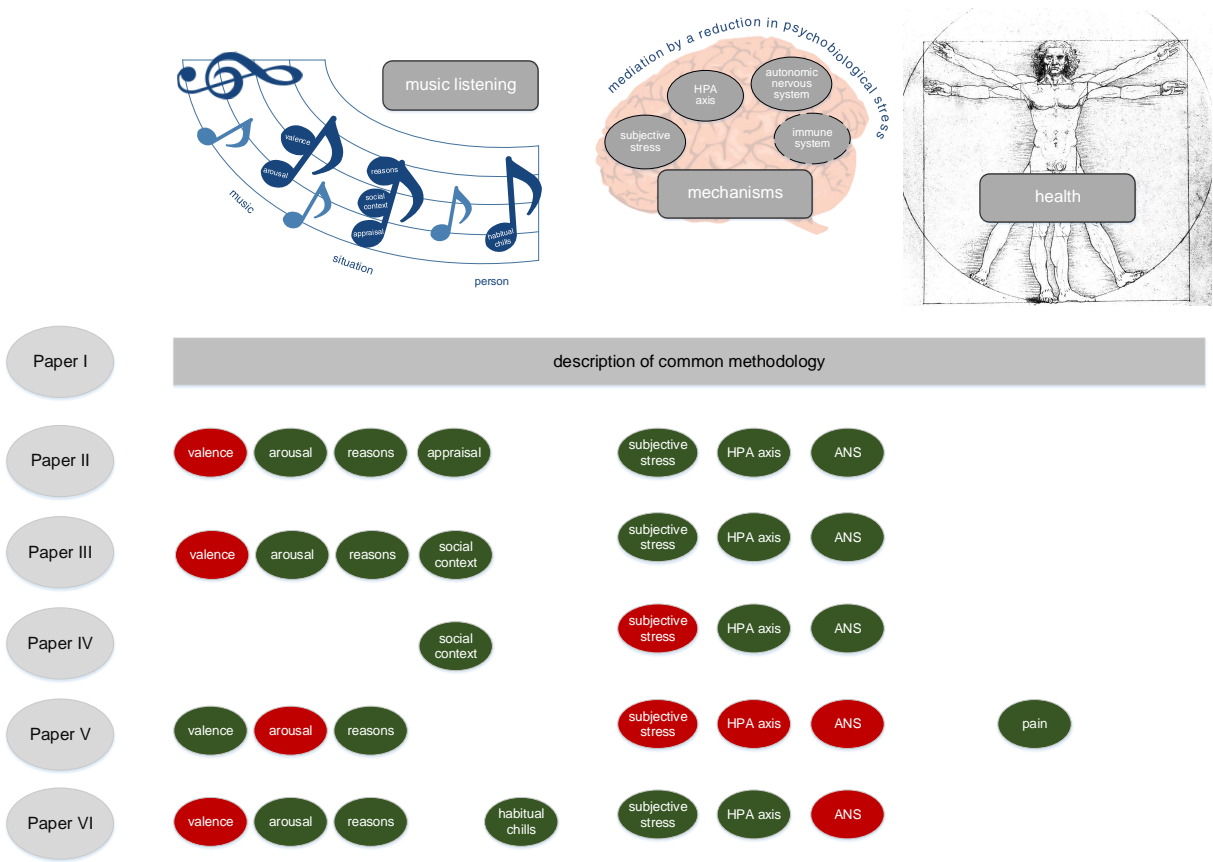 music listening
valence
arousal
reasons
social
context
appraisal
habitual
chills
music
situation
person
mediation by a reduction in psychobiological stress
HPA
axis
autonomic
nervous
system
subjective
stress
immune
system
mechanisms
health
Paper I
description of common methodology
Paper II
valence
arousal
reasons
appraisal
subjective
stress
HPA axis
ANS
Paper III
valence
arousal
reasons
social
context
subjective
stress
HPA axis
ANS
Paper IV
social
context
subjective
stress
HPA axis
ANS
Paper V
valence
arousal
reasons
subjective
stress
HPA axis
ANS
pain
Paper VI
valence
arousal
reasons
habitual
chills
subjective
stress
HPA axis
ANS